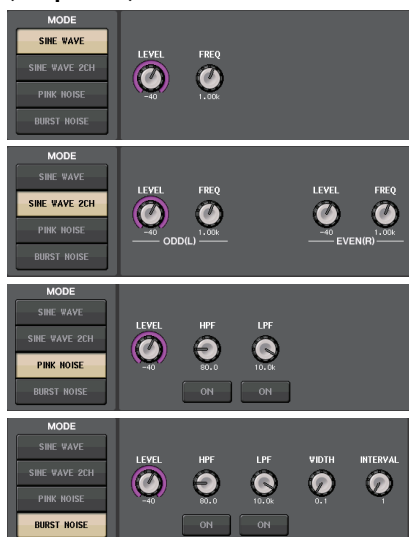 MODE
SINE WAVE
SINE WAVE 2CH
PINK NOISE
BURST NOISE
LEVEL FREQ
-40 1.00k
MODE
SINE WAVE
SINE WAVE 2CH
PINK NOISE
BURST NOISE
LEVEL FREQ LEVEL FREQ
-40 1.00k -40 1.00k
ODD(L) EVEN(R)
MODE
SINE WAVE
SINE WAVE 2CH
PINK NOISE
BURST NOISE
LEVEL HPF LPF
-40 80.0 10.0k
ON ON
MODE
SINE WAVE
SINE WAVE 2CH
PINK NOISE
BURST NOISE
LEVEL HPF LPF WIDTH INTERVAL
-40 80.0 10.0k 0.1 1
ON ON